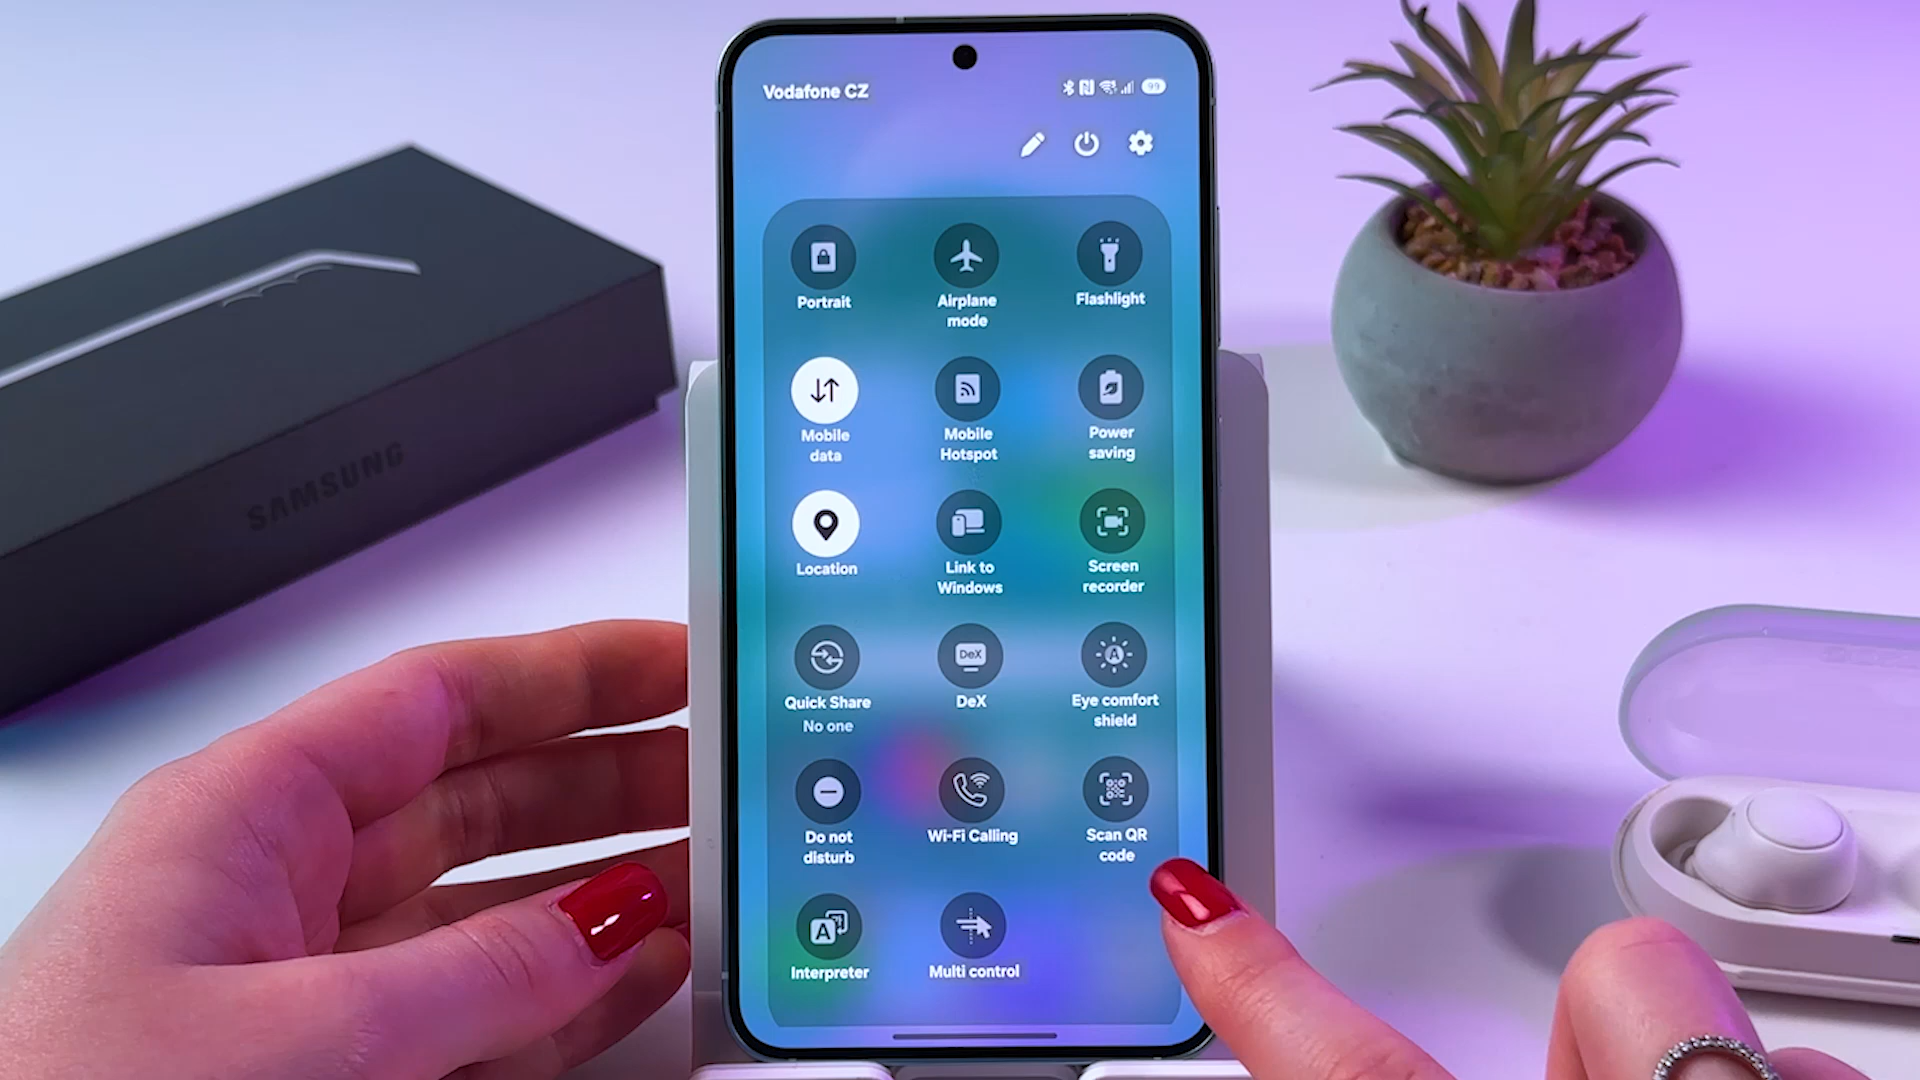 Vodafone CZ
99
Portrait
Airplane
mode
Flashlight
Mobile
data
Mobile
Hotspot
Power
saving
Location
Link to
Windows
Screen
recorder
Quick Share
No one
DeX
DeX
Eye comfort
shield
Do not
disturb
Wi-Fi Calling
Scan QR
code
A
Interpreter
Multi control
SAMSUNG